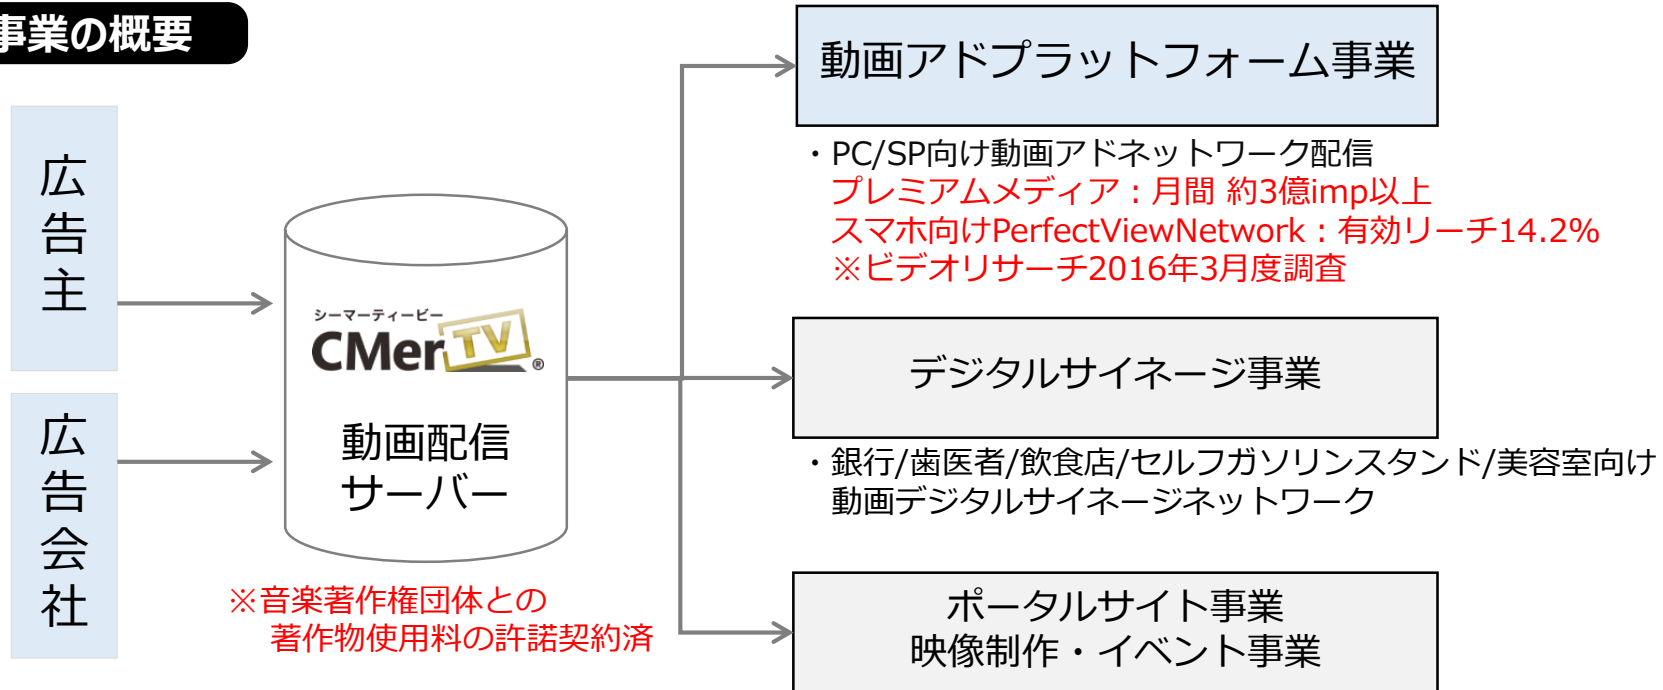 事業の概要
広告主
広告会社
シーマーティービー
CMerTV®
動画配信
サーバー
※音楽著作権団体との
著作物使用料の許諾契約済
動画アドプラットフォーム事業
・PC/SP向け動画アドネットワーク配信
プレミアムメディア：月間 約3億imp以上
スマホ向けPerfectViewNetwork：有効リーチ14.2%
※ビデオリサーチ2016年3月度調査
デジタルサイネージ事業
・銀行/歯医者/飲食店/セルフガソリンスタンド/美容室向け
動画デジタルサイネージネットワーク
ポータルサイト事業
映像制作・イベント事業